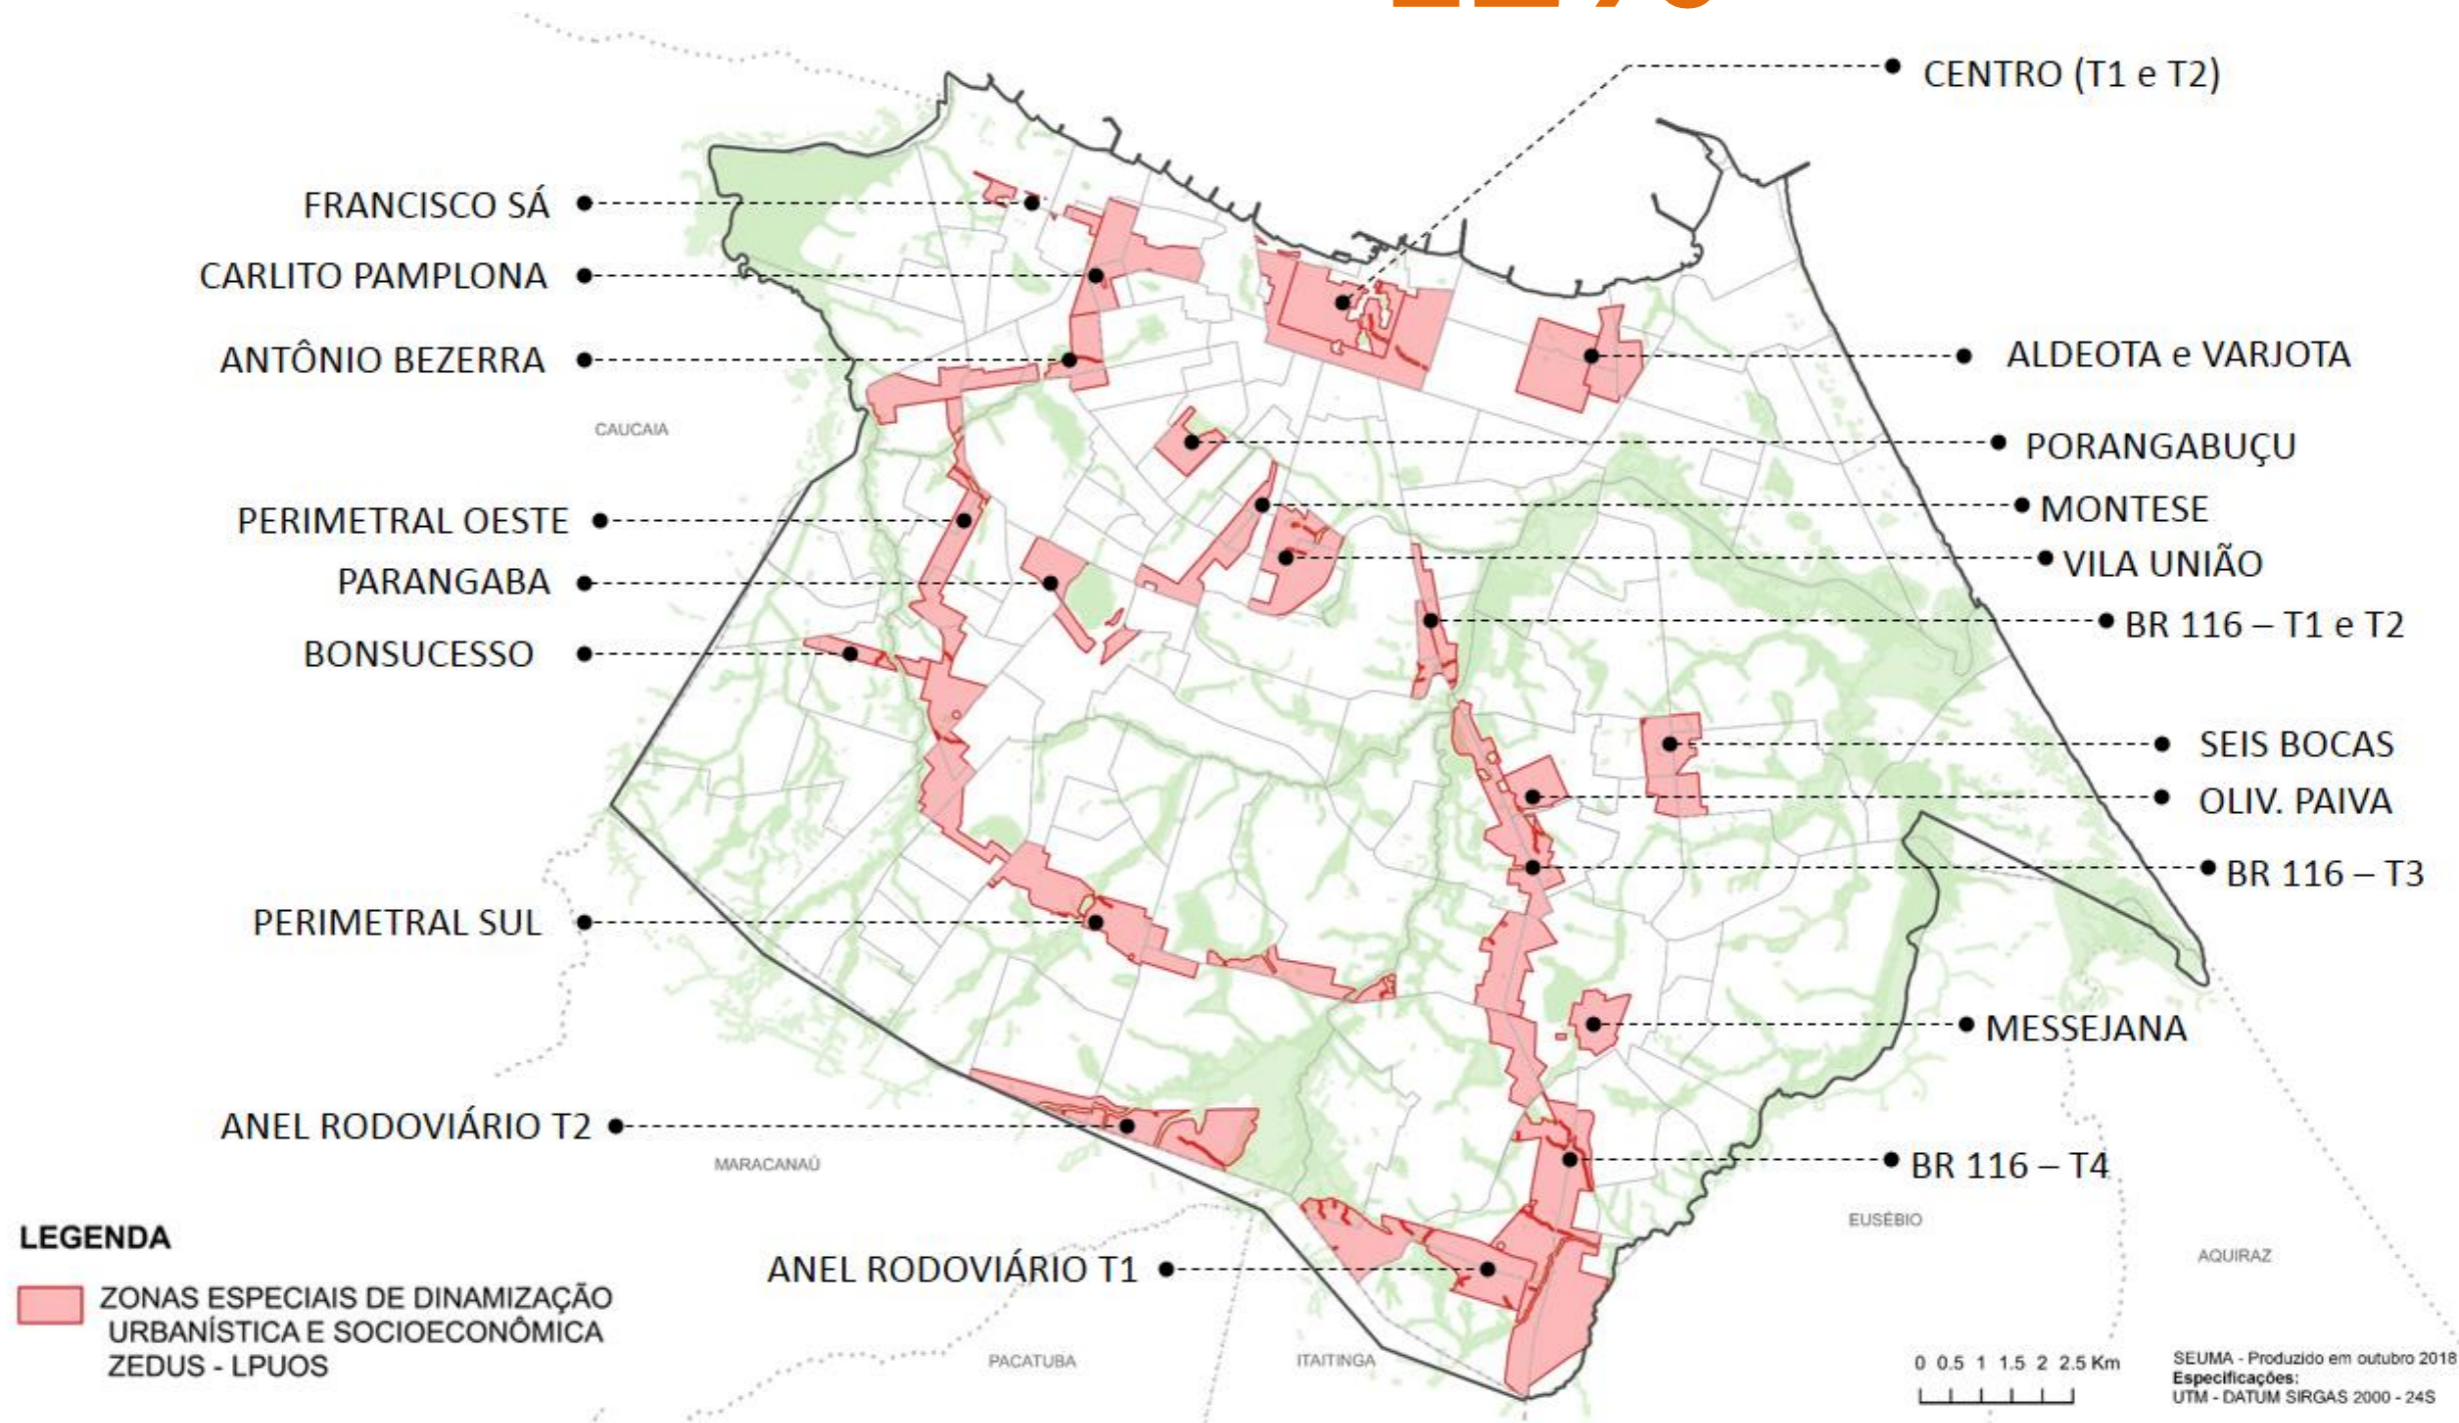 CENTRO (T1 e T2)
FRANCISCO SÁ
CARLITO PAMPLONA
ANTÔNIO BEZERRA
ALDEOTA e VARJOTA
CAUCAIA
PORANGABUÇU
MONTESE
PERIMETRAL OESTE
VILA UNIÃO
PARANGABA
BR 116 – T1 e T2
BONSUCESSO
SEIS BOCAS
OLIV. PAIVA
BR 116 – T3
PERIMETRAL SUL
MESSEJANA
ANEL RODOVIÁRIO T2
MARACANAÚ
BR 116 – T4
EUSÉBIO
AQUIRAZ
LEGENDA
ANEL RODOVIÁRIO T1
ZONAS ESPECIAIS DE DINAMIZAÇÃO
URBANÍSTICA E SOCIOECONÔMICA
ZEDUS - LPUOS
PACATUBA
ITAITINGA
0 0.5 1 1.5 2 2.5 Km
SEUMA - Produzido em outubro 2018
Especificações:
UTM - DATUM SIRGAS 2000 - 24S